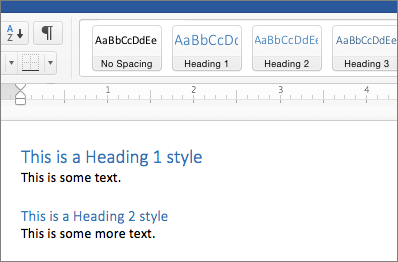 A
Z
¶
AaBbCcDdEe AaBbCcDc AaBbCcDdEe AaBbCcDdEe
No Spacing Heading 1 Heading 2 Heading 3
1 2 3 4
This is a Heading 1 style
This is some text.
This is a Heading 2 style
This is some more text.